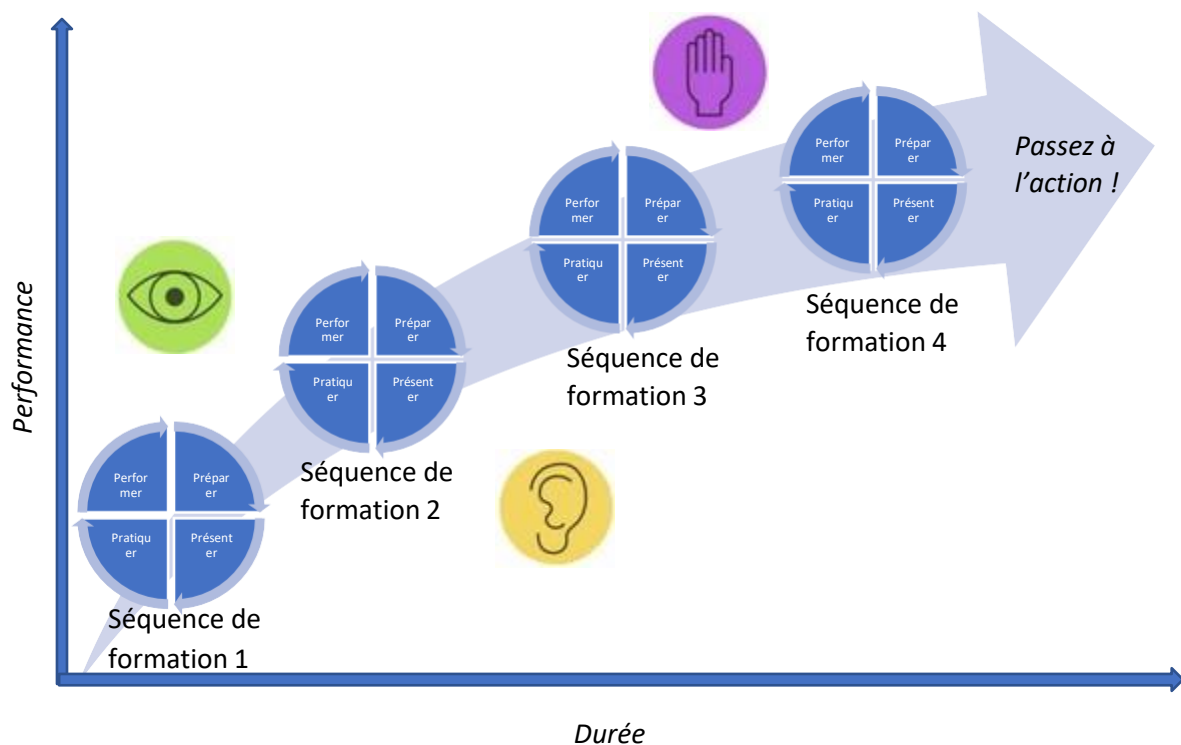 Performance
Perfor
mer
Prépar
er
Pratiqu
er
Présent
er
Séquence de
formation 1
Perfor
mer
Prépar
er
Pratiqu
er
Présent
er
Séquence de
formation 2
Perfor
mer
Prépar
er
Pratiqu
er
Présent
er
Séquence de
formation 3
Perfor
mer
Prépar
er
Pratiqu
er
Présent
er
Séquence de
formation 4
Passez à
l’action !
Durée